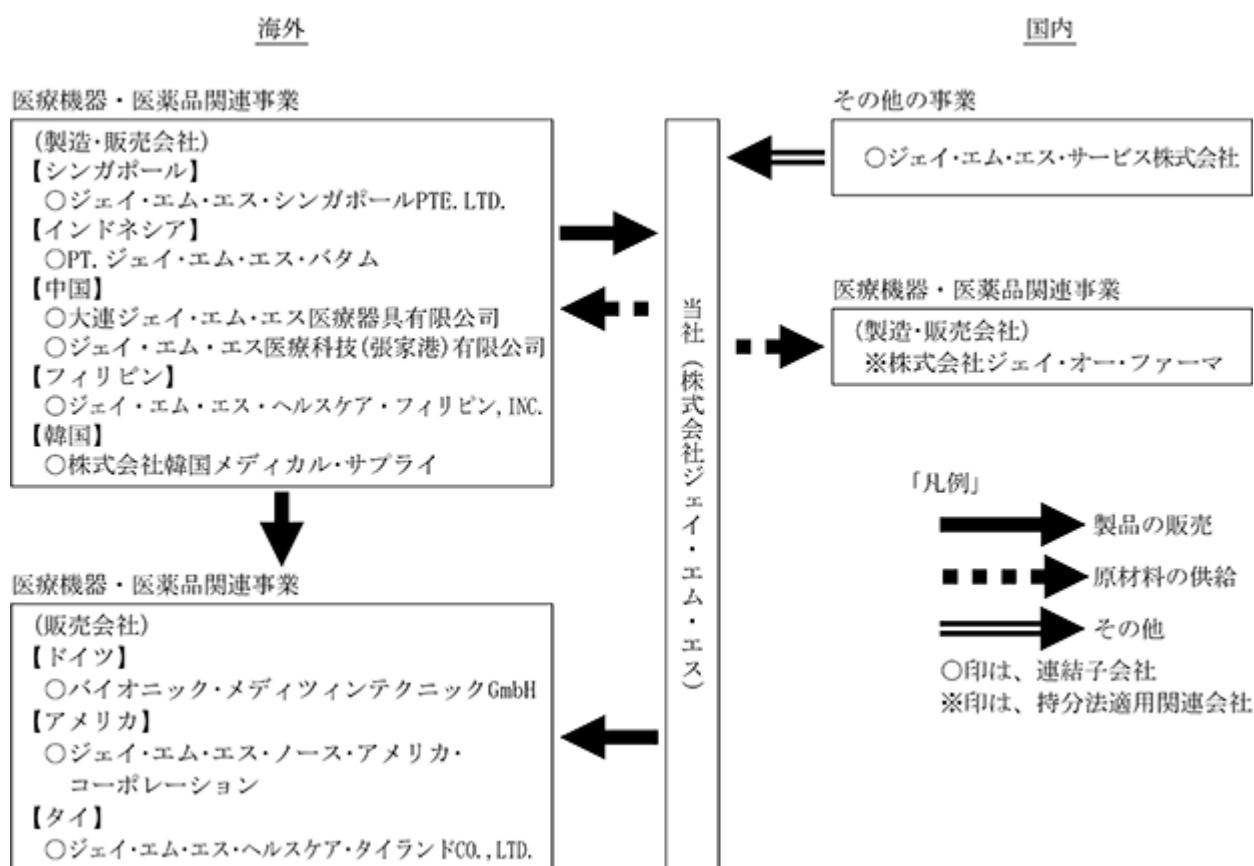 海外
医療機器・医薬品関連事業
(製造・販売会社)
【シンガポール】
○ジェイ・エム・エス・シンガポールPTE.LTD.
【インドネシア】
○PT.ジェイ・エム・エス・バタム
【中国】
○大連ジェイ・エム・エス医療器具有限公司
○ジェイ・エム・エス医療科技(張家港)有限公司
【フィリピン】
○ジェイ・エム・エス・ヘルスケア・フィリピン,INC.
【韓国】
○株式会社韓国メディカル・サプライ
医療機器・医薬品関連事業
(販売会社)
【ドイツ】
○バイオニック・メディツィンテクニックGmbH
【アメリカ】
○ジェイ・エム・エス・ノース・アメリカ・
コーポレーション
【タイ】
○ジェイ・エム・エス・ヘルスケア・タイランドCO.,LTD.
当社(株式会社ジェイ・エム・エス)
国内
その他の事業
○ジェイ・エム・エス・サービス株式会社
医療機器・医薬品関連事業
(製造・販売会社)
※株式会社ジェイ・オー・ファーマ
「凡例」
製品の販売
原材料の供給
その他
○印は、連結子会社
※印は、持分法適用関連会社